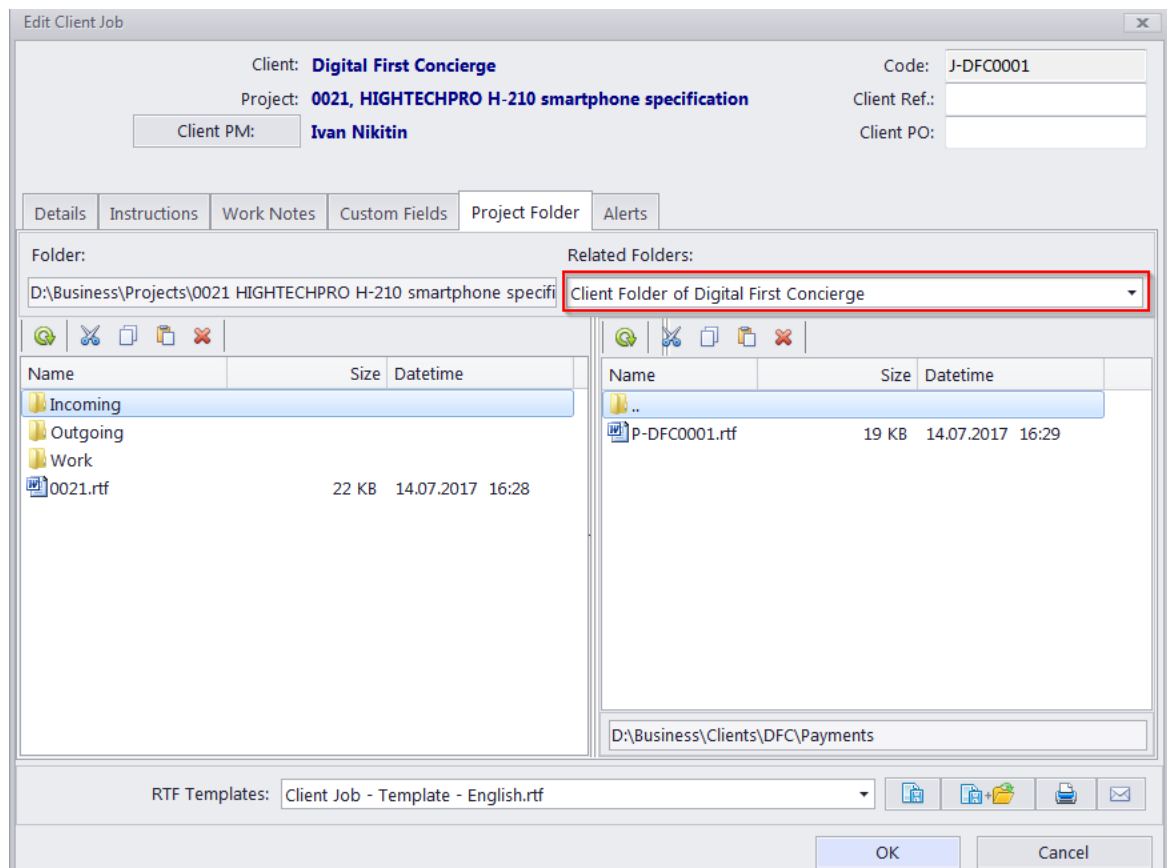 Edit Client Job
Client: Digital First Concierge
Code: J-DFC0001
Project: 0021, HIGHTECHPRO H-210 smartphone specification
Client Ref.:
Client PM: Ivan Nikitin
Client PO:
Details Instructions Work Notes Custom Fields Project Folder Alerts
Folder: Related Folders:
D:\Business\Projects\0021 HIGHTECHPRO H-210 smartphone specifi Client Folder of Digital First Concierge
Name Size Datetime Name Size Datetime
Incoming ..
Outgoing P-DFC0001.rtf 19 KB 14.07.2017 16:29
Work
0021.rtf 22 KB 14.07.2017 16:28
D:\Business\Clients\DFC\Payments
RTF Templates: Client Job - Template - English.rtf
OK Cancel